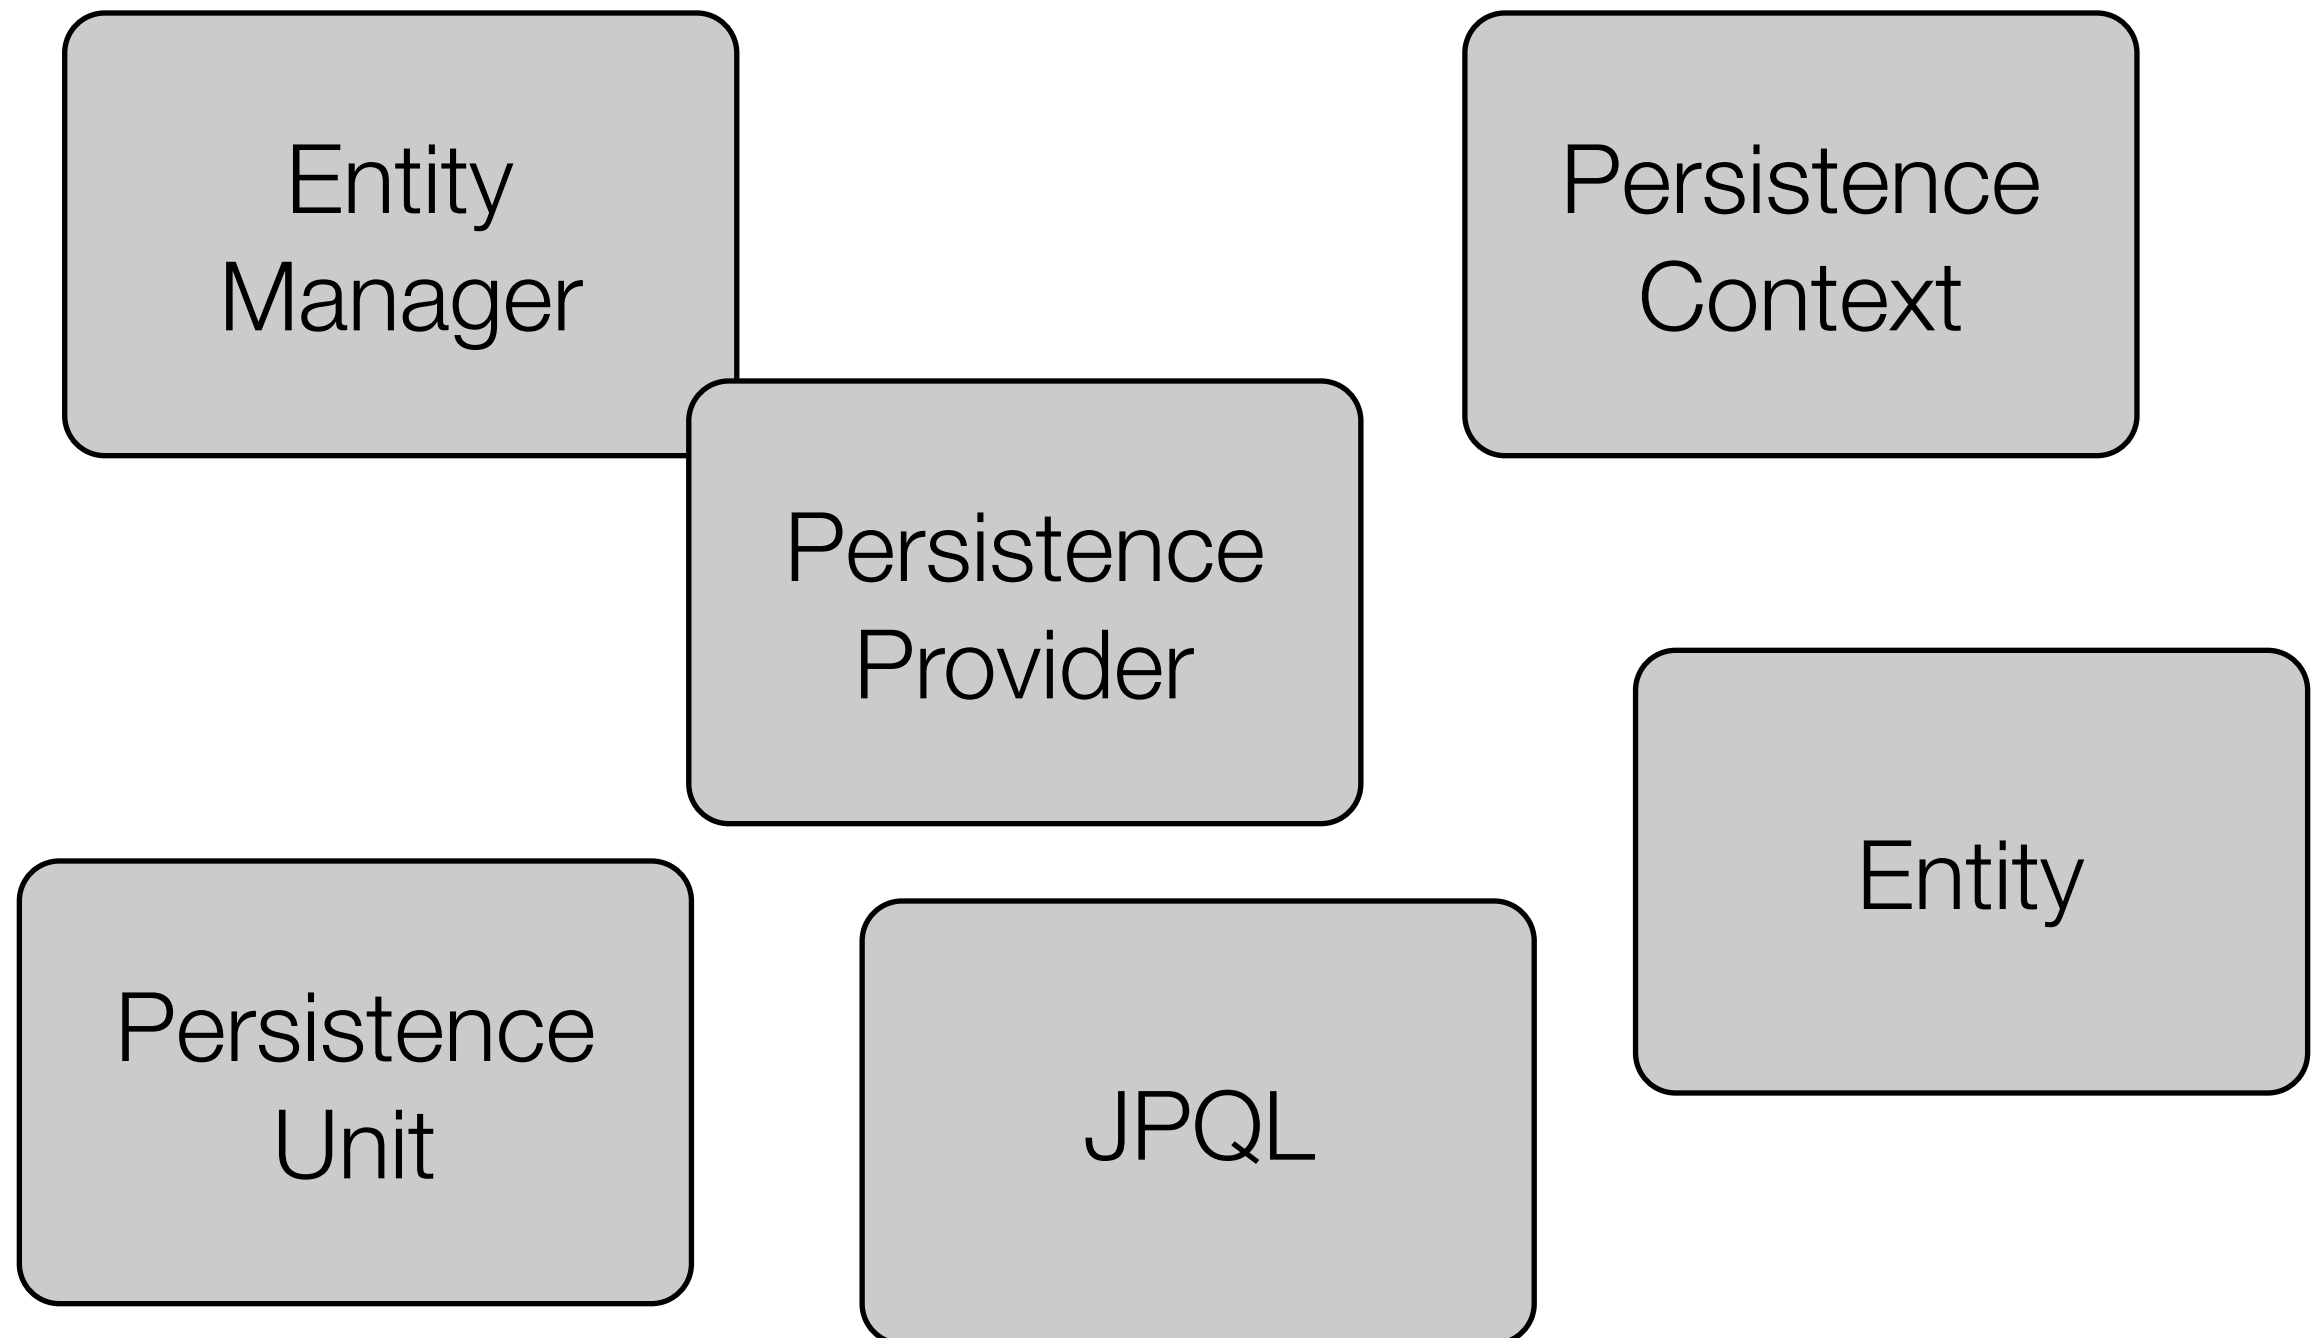 Entity
Manager
Persistence
Context
Persistence
Provider
Entity
Persistence
Unit
JPQL